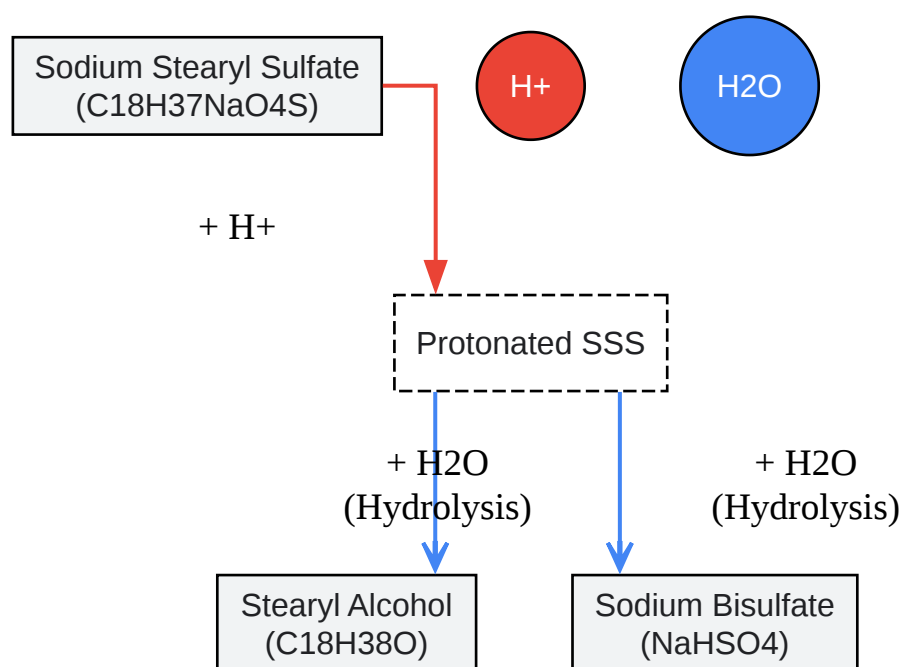 Sodium Stearyl Sulfate
(C18H37NaO4S)
H+
H2O
+ H+
Protonated SSS
+ H2O
(Hydrolysis)
+ H2O
(Hydrolysis)
Stearyl Alcohol
(C18H38O)
Sodium Bisulfate
(NaHSO4)